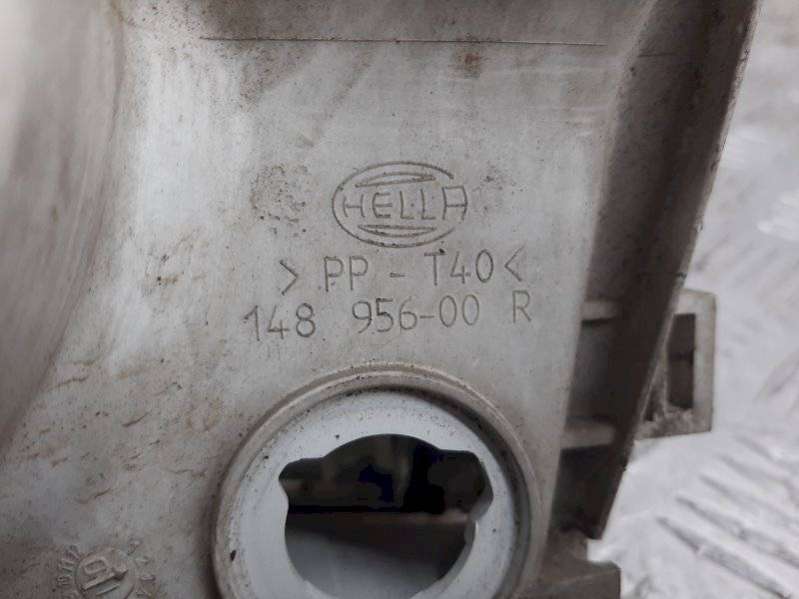 HELLA
> PP - T40 <
148 956-00 R